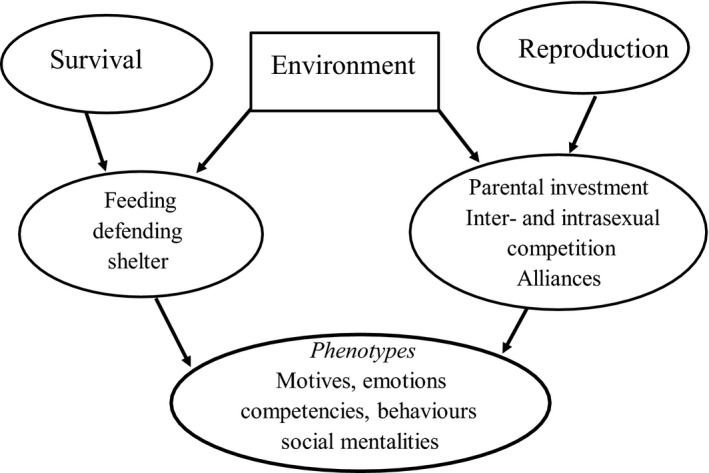 Survival
Environment
Reproduction
Feeding
defending
shelter
Parental investment
Inter- and intrasexual
competition
Alliances
Phenotypes
Motives, emotions
competencies, behaviours
social mentalities